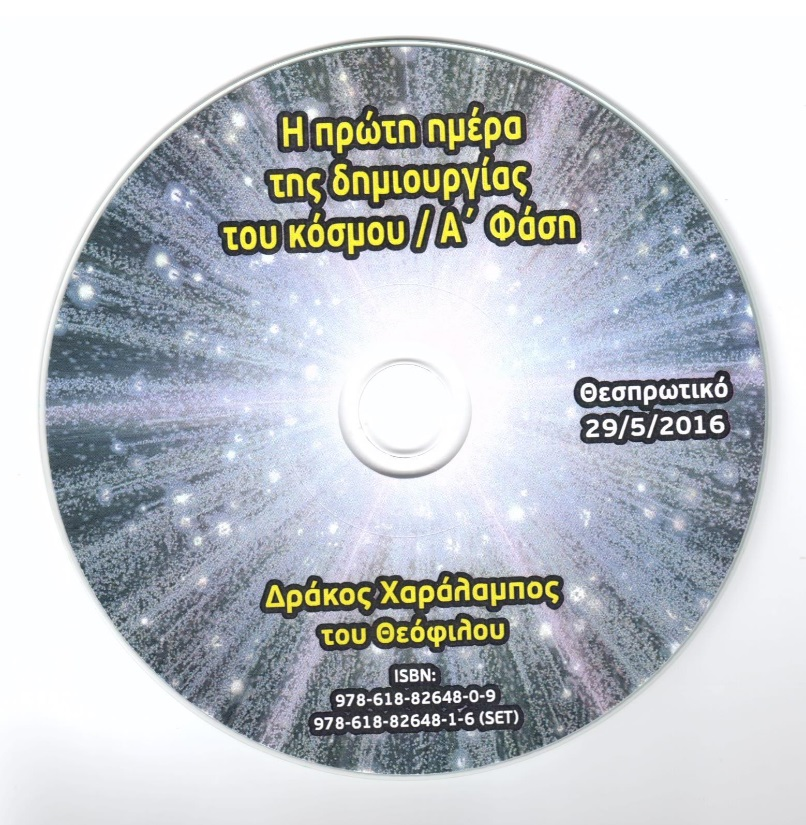 Η πρώτη ημέρα
της δημιουργίας
του κόσμου / Α΄ Φάση
Θεσπρωτικό
29/5/2016
Δράκος Χαράλαμπος
του Θεόφιλου
ISBN:
978-618-82648-0-9
978-618-82648-1-6 (SET)